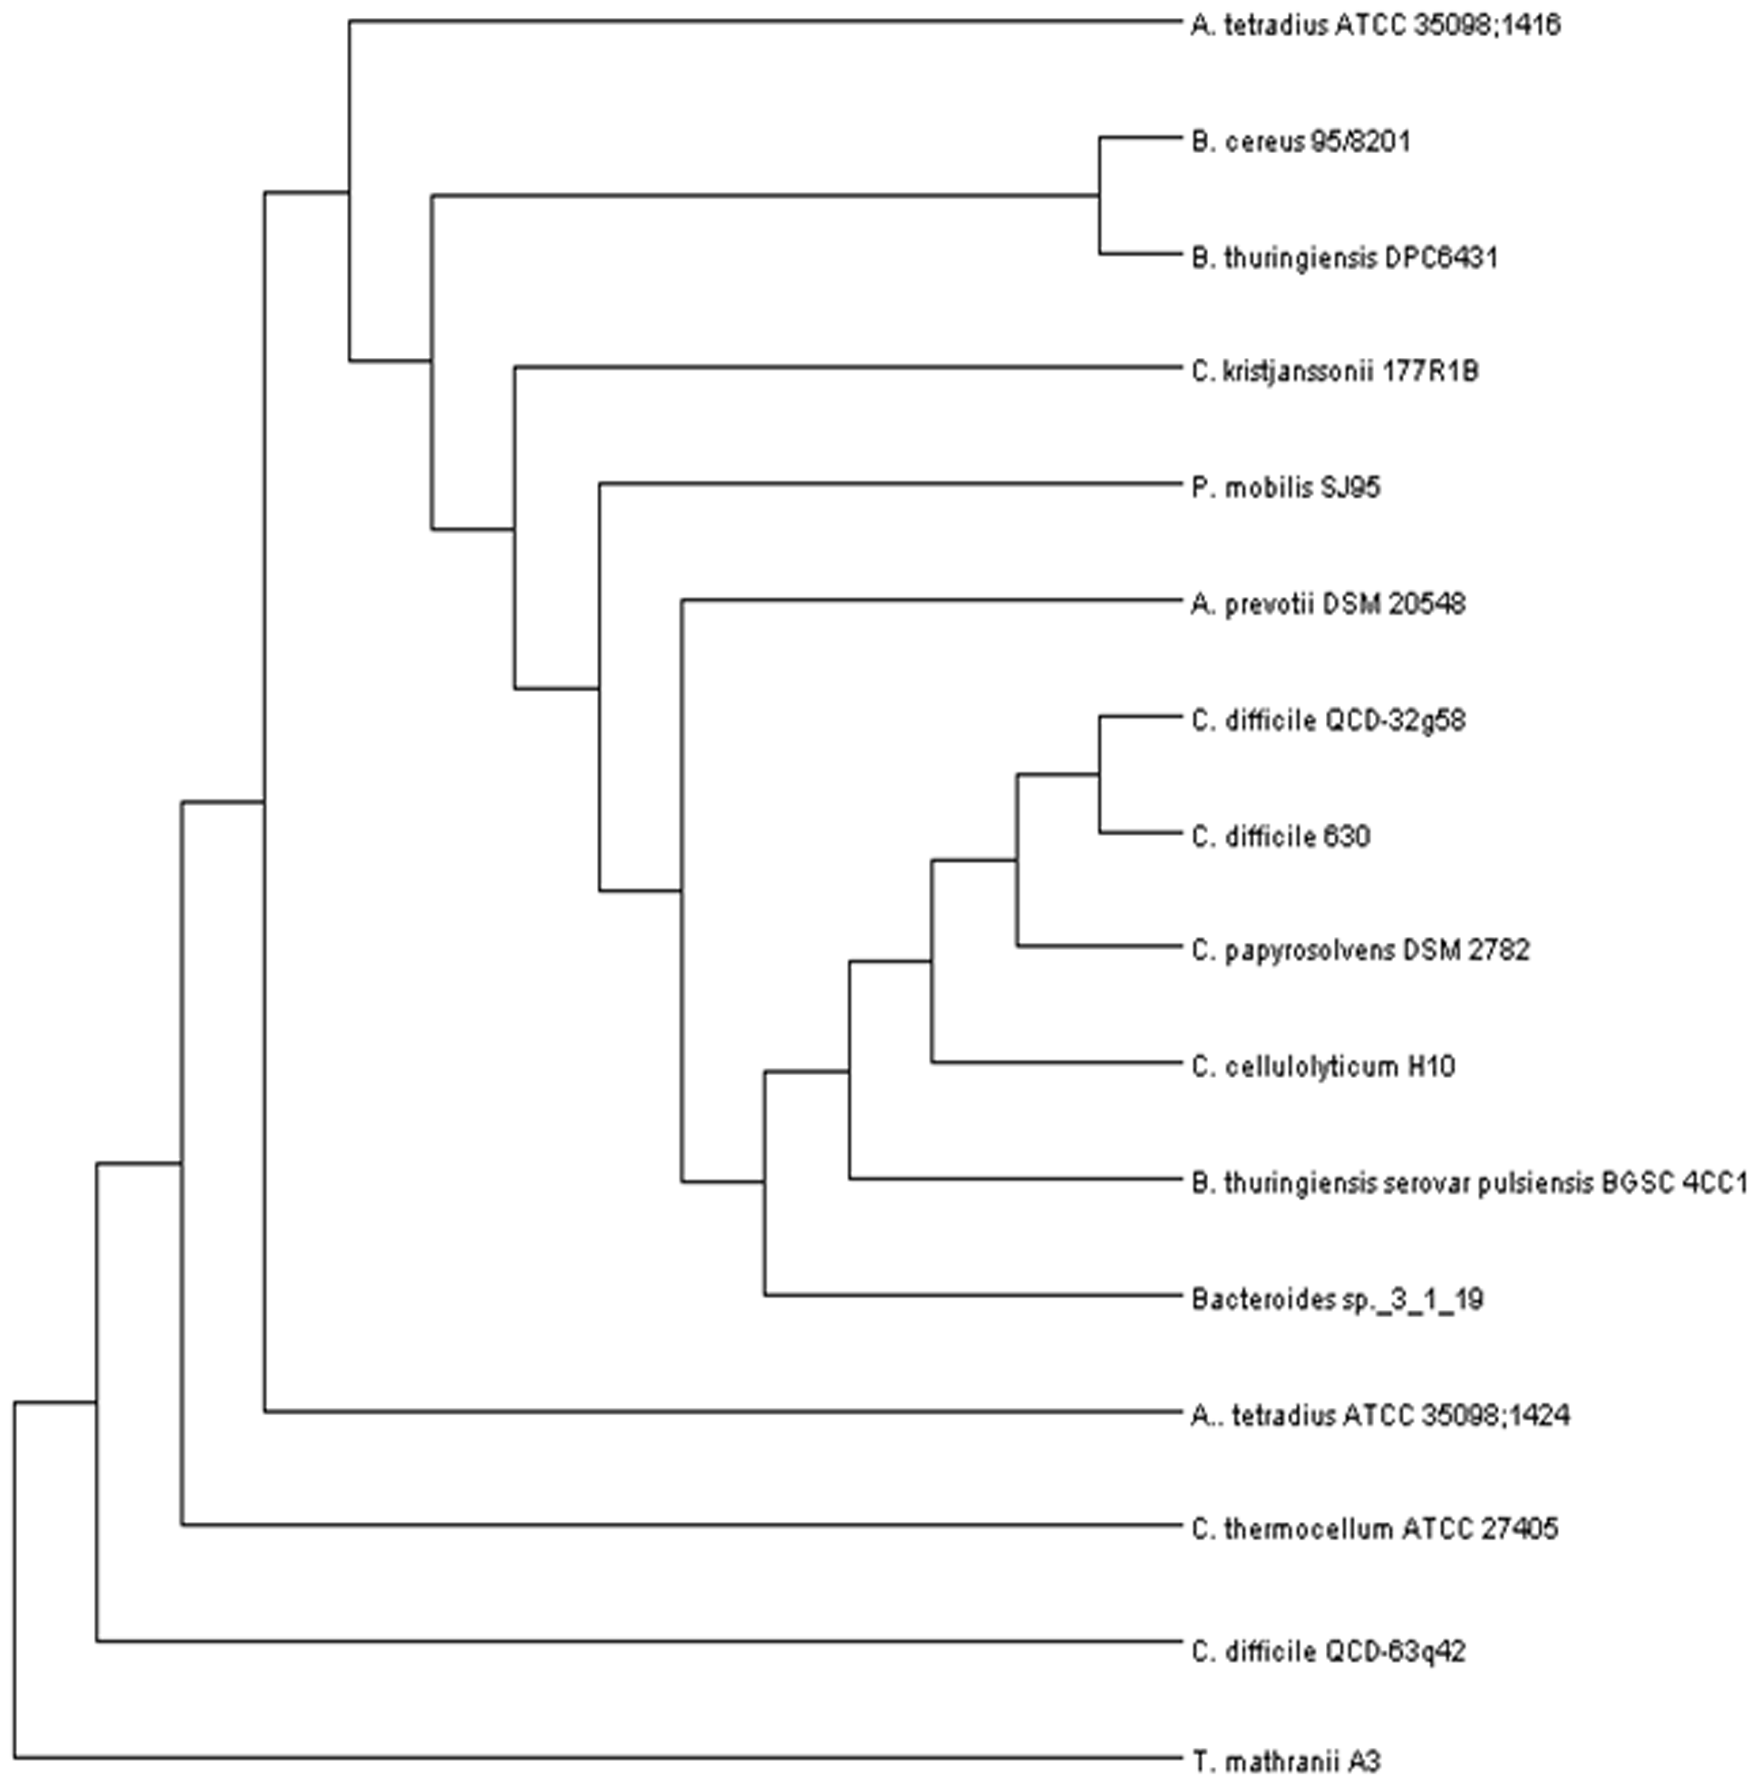 A. tetradius ATCC 35098;1416
B. cereus 95/8201
B. thuringiensis DPC6431
C. kristjanssonii 177R1B
P. mobilis SJ95
A. prevotii DSM 20548
C. difficile QCD-32g58
C. difficile 630
C. papyrosolvens DSM 2782
C. cellulolyticum H10
B. thuringiensis serovar pulsiensis BGSC 4CC1
Bacteroides sp._3_1_19
A.. tetradius ATCC 35098;1424
C. thermocellum ATCC 27405
C. difficile QCD-63q42
T. mathranii A3